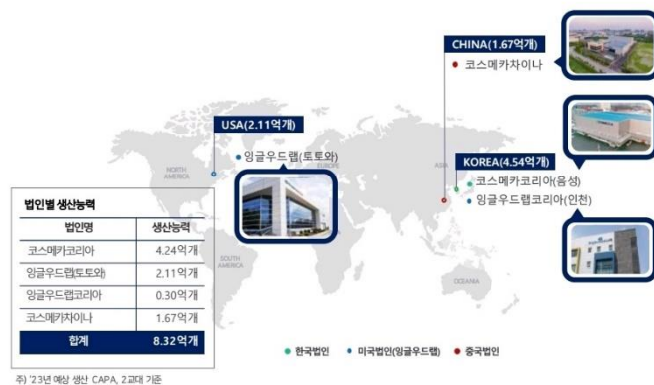 CHINA(1.67억개)
코스메카차이나
USA(2.11억개)
잉글우드랩(토토와)
KOREA(4.54억개)
코스메카코리아(음성)
잉글우드랩코리아(인천)
NORTH AMERICA
EUROPE
ASIA
SOUTH AMERICA
OCEANIA
법인별 생산능력
법인명 생산능력
코스메카코리아 4.24억개
잉글우드랩(토토와) 2.11억개
잉글우드랩코리아 0.30억개
코스메카차이나 1.67억개
합계 8.32억개
한국법인 미국법인(잉글우드랩) 중국법인
주) '23년 예상 생산 CAPA, 2교대 기준